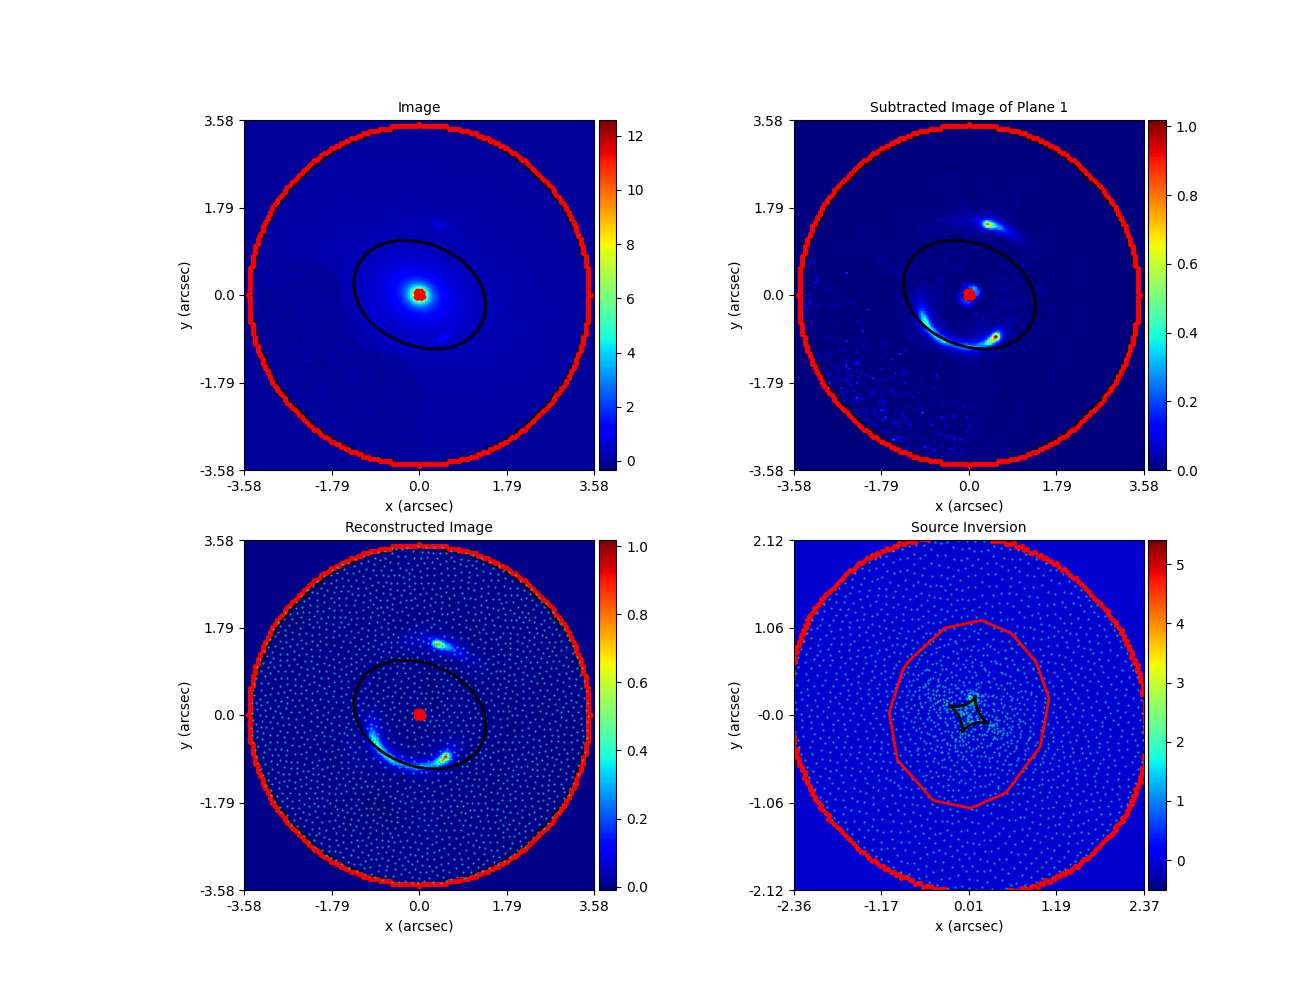 Image
3.58
1.79
0.0
-1.79
-3.58
y (arcsec)
-3.58 -1.79 0.0 1.79 3.58
x (arcsec)
12
10
8
6
4
2
0
Subtracted Image of Plane 1
3.58
1.79
0.0
-1.79
-3.58
y (arcsec)
-3.58 -1.79 0.0 1.79 3.58
x (arcsec)
1.0
0.8
0.6
0.4
0.2
0.0
Reconstructed Image
3.58
1.79
0.0
-1.79
-3.58
y (arcsec)
-3.58 -1.79 0.0 1.79 3.58
x (arcsec)
1.0
0.8
0.6
0.4
0.2
0.0
Source Inversion
2.12
1.06
-0.0
-1.06
-2.12
y (arcsec)
-2.36 -1.17 0.01 1.19 2.37
x (arcsec)
5
4
3
2
1
0